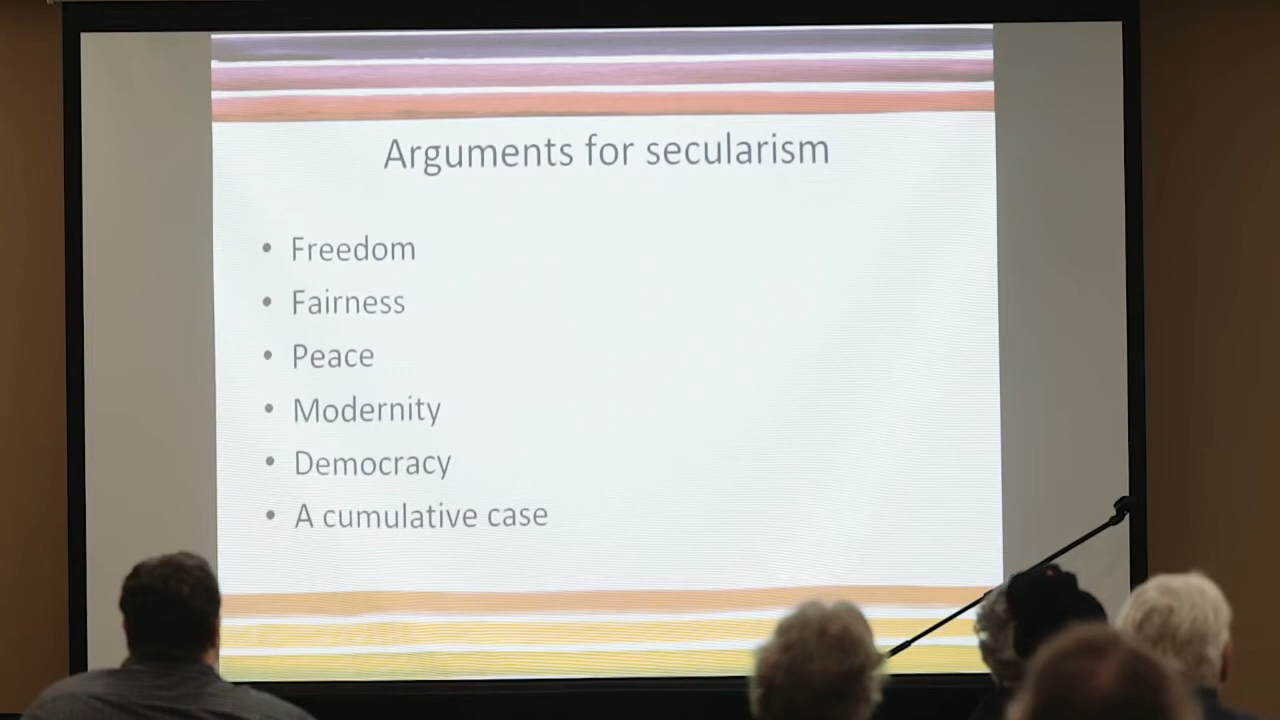 Arguments for secularism
• Freedom
• Fairness
• Peace
• Modernity
• Democracy
• A cumulative case